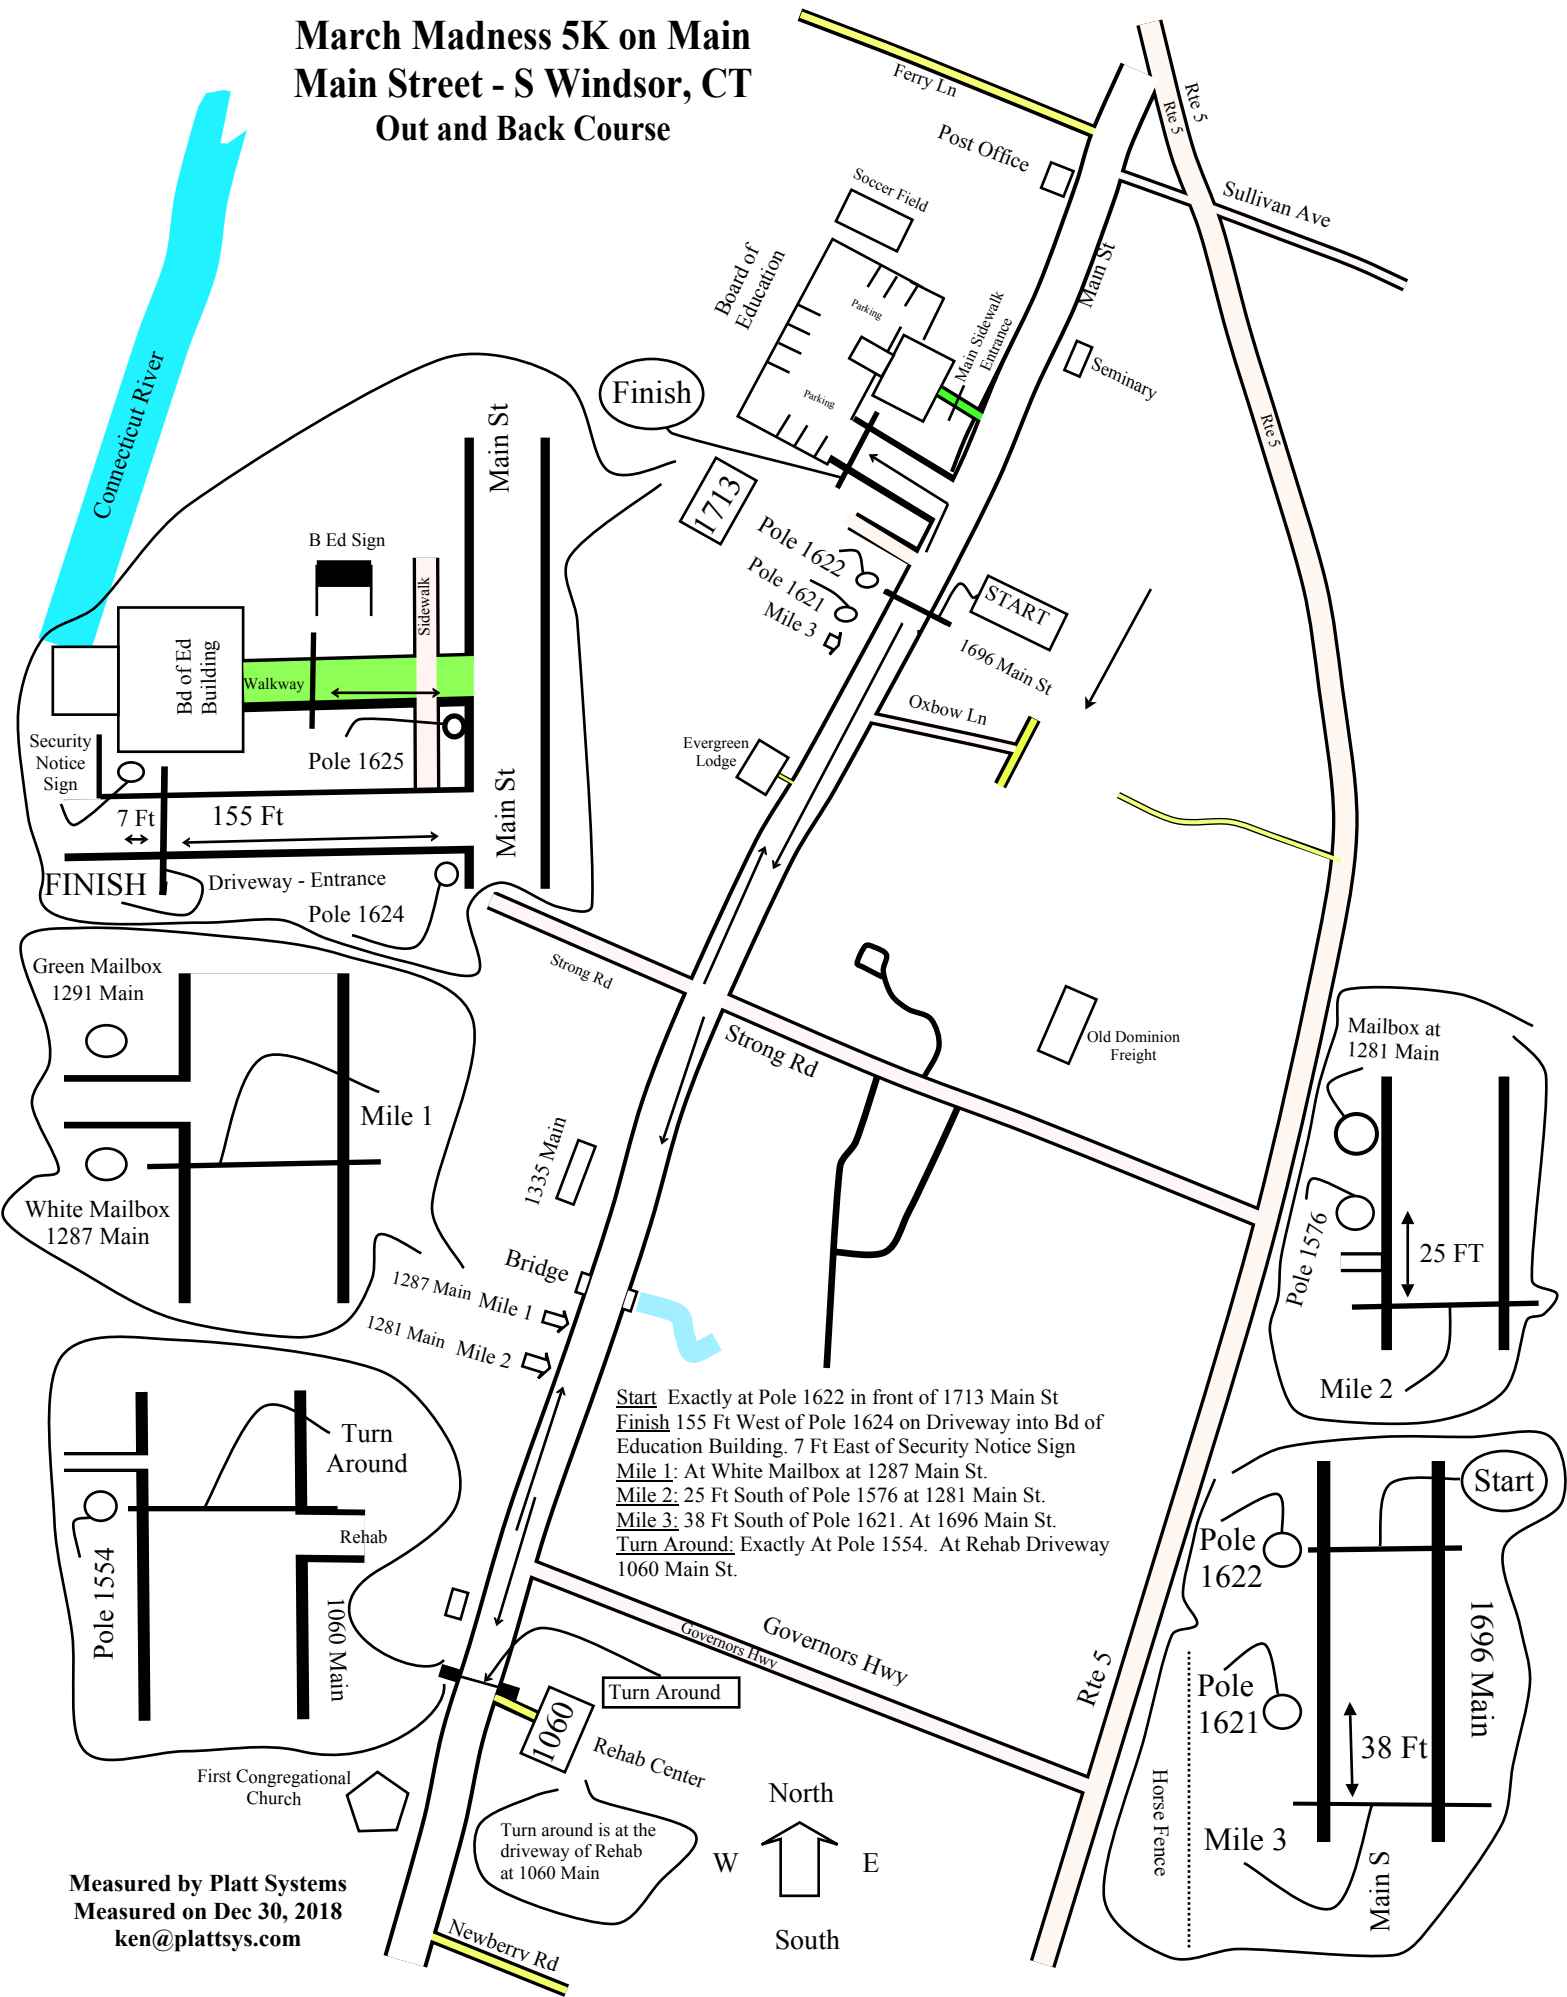 March Madness 5K on Main
Main Street - S Windsor, CT
Out and Back Course
Ferry Ln
Rte 5
Rte 5
Post Office
Sullivan Ave
Soccer Field
Board of
Education
Main St
Parking
Main Sidewalk
Entrance
Seminary
Parking
Finish
Rte 5
Connecticut River
Main St
1713
Pole 1622
Pole 1621
Mile 3
START
1696 Main St
B Ed Sign
Sidewalk
Bd of Ed
Building
Walkway
Oxbow Ln
Security
Notice
Sign
Pole 1625
Evergreen
Lodge
7 Ft
155 Ft
Main St
FINISH
Driveway - Entrance
Pole 1624
Strong Rd
Green Mailbox
1291 Main
Strong Rd
Old Dominion
Freight
Mailbox at
1281 Main
Mile 1
1335 Main
White Mailbox
1287 Main
Pole 1576
25 FT
Bridge
1287 Main Mile 1
1281 Main Mile 2
Mile 2
Start Exactly at Pole 1622 in front of 1713 Main St
Finish 155 Ft West of Pole 1624 on Driveway into Bd of
Education Building. 7 Ft East of Security Notice Sign
Mile 1: At White Mailbox at 1287 Main St.
Mile 2: 25 Ft South of Pole 1576 at 1281 Main St.
Mile 3: 38 Ft South of Pole 1621. At 1696 Main St.
Turn Around: Exactly At Pole 1554. At Rehab Driveway
1060 Main St.
Turn
Around
Rehab
Pole 1554
1060 Main
Start
Pole
1622
1696 Main
Pole
1621
38 Ft
Horse Fence
Mile 3
Main S
Governors Hwy
Governors Hwy
Rte 5
Turn Around
1060
Rehab Center
First Congregational
Church
Turn around is at the
driveway of Rehab
at 1060 Main
North
W
E
South
Measured by Platt Systems
Measured on Dec 30, 2018
ken@plattsys.com
Newberry Rd